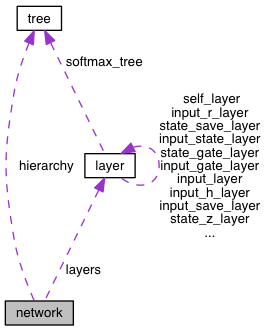 tree
softmax_tree
self_layer
input_r_layer
state_save_layer
input_state_layer
state_gate_layer
input_gate_layer
input_layer
input_h_layer
input_save_layer
state_z_layer
...
hierarchy
layer
layers
network